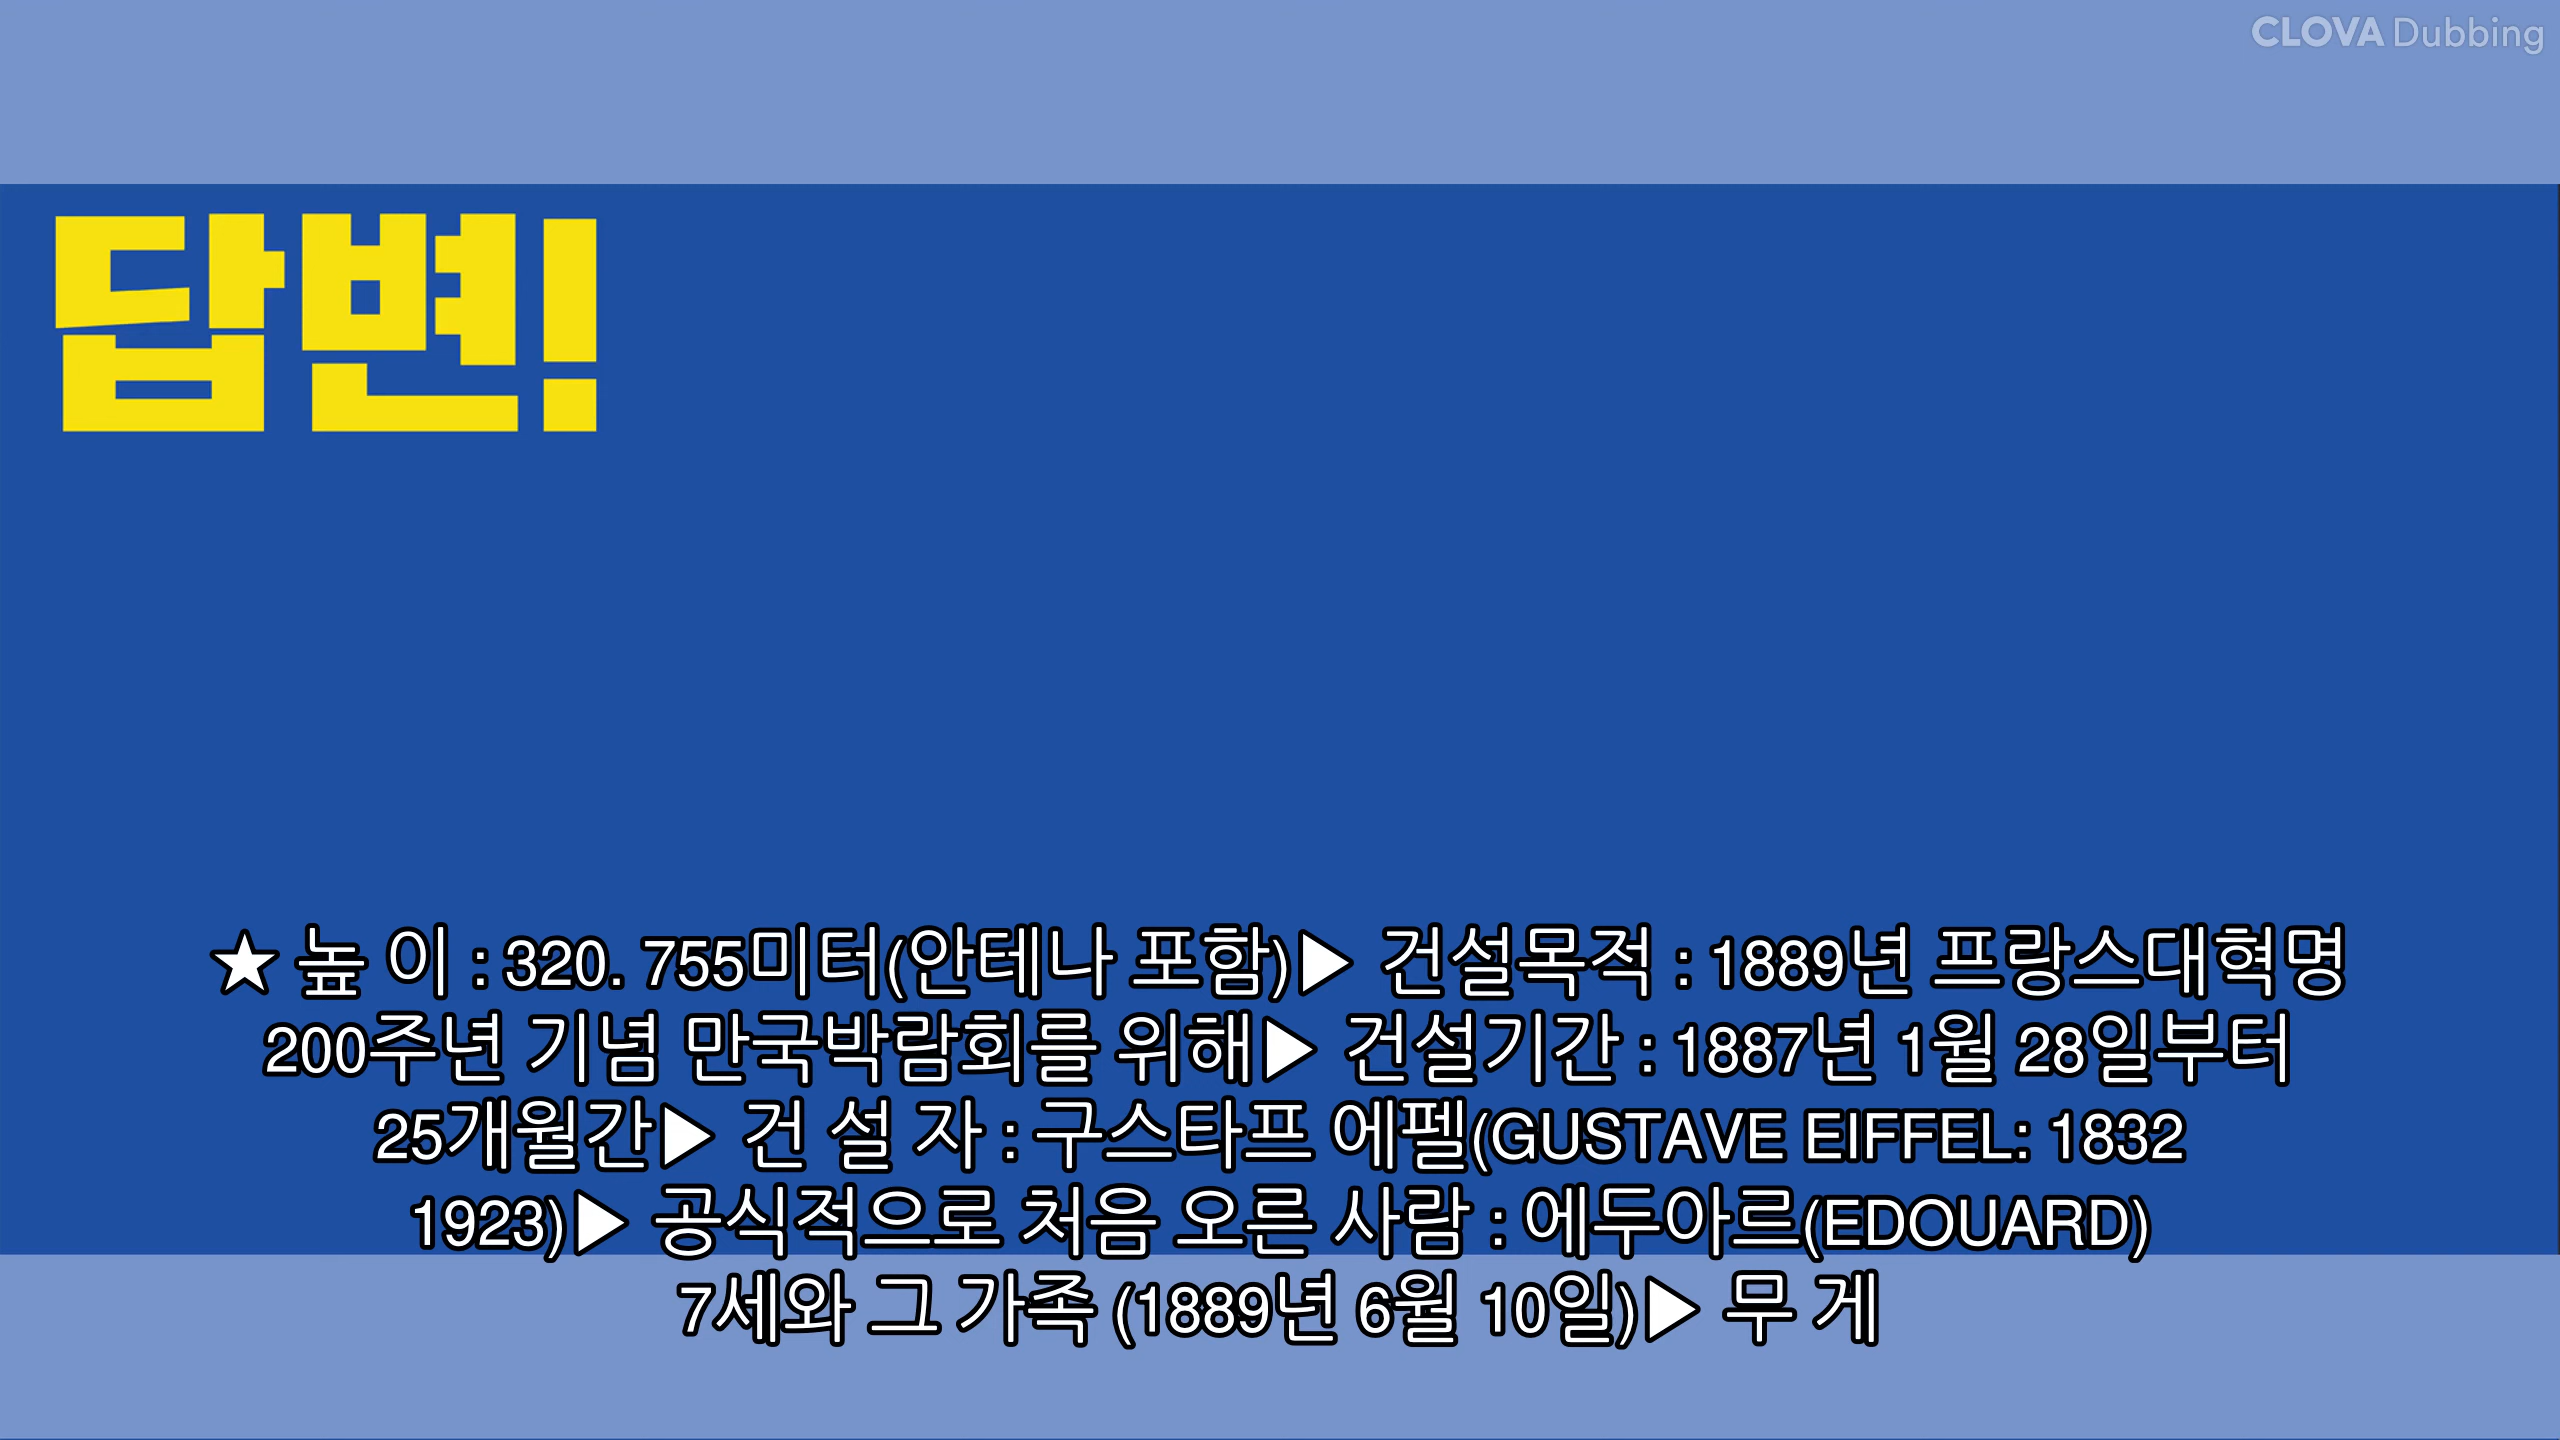 CLOVA Dubbing
답변!
★ 높 이 : 320. 755미터(안테나 포함)▶ 건설목적 : 1889년 프랑스대혁명
200주년 기념 만국박람회를 위해▶ 건설기간 : 1887년 1월 28일부터
25개월간▶ 건 설 자 : 구스타프 에펠(GUSTAVE EIFFEL: 1832
1923)▶ 공식적으로 처음 오른 사람 : 에두아르(EDOUARD)
7세와 그 가족 (1889년 6월 10일)▶ 무 게